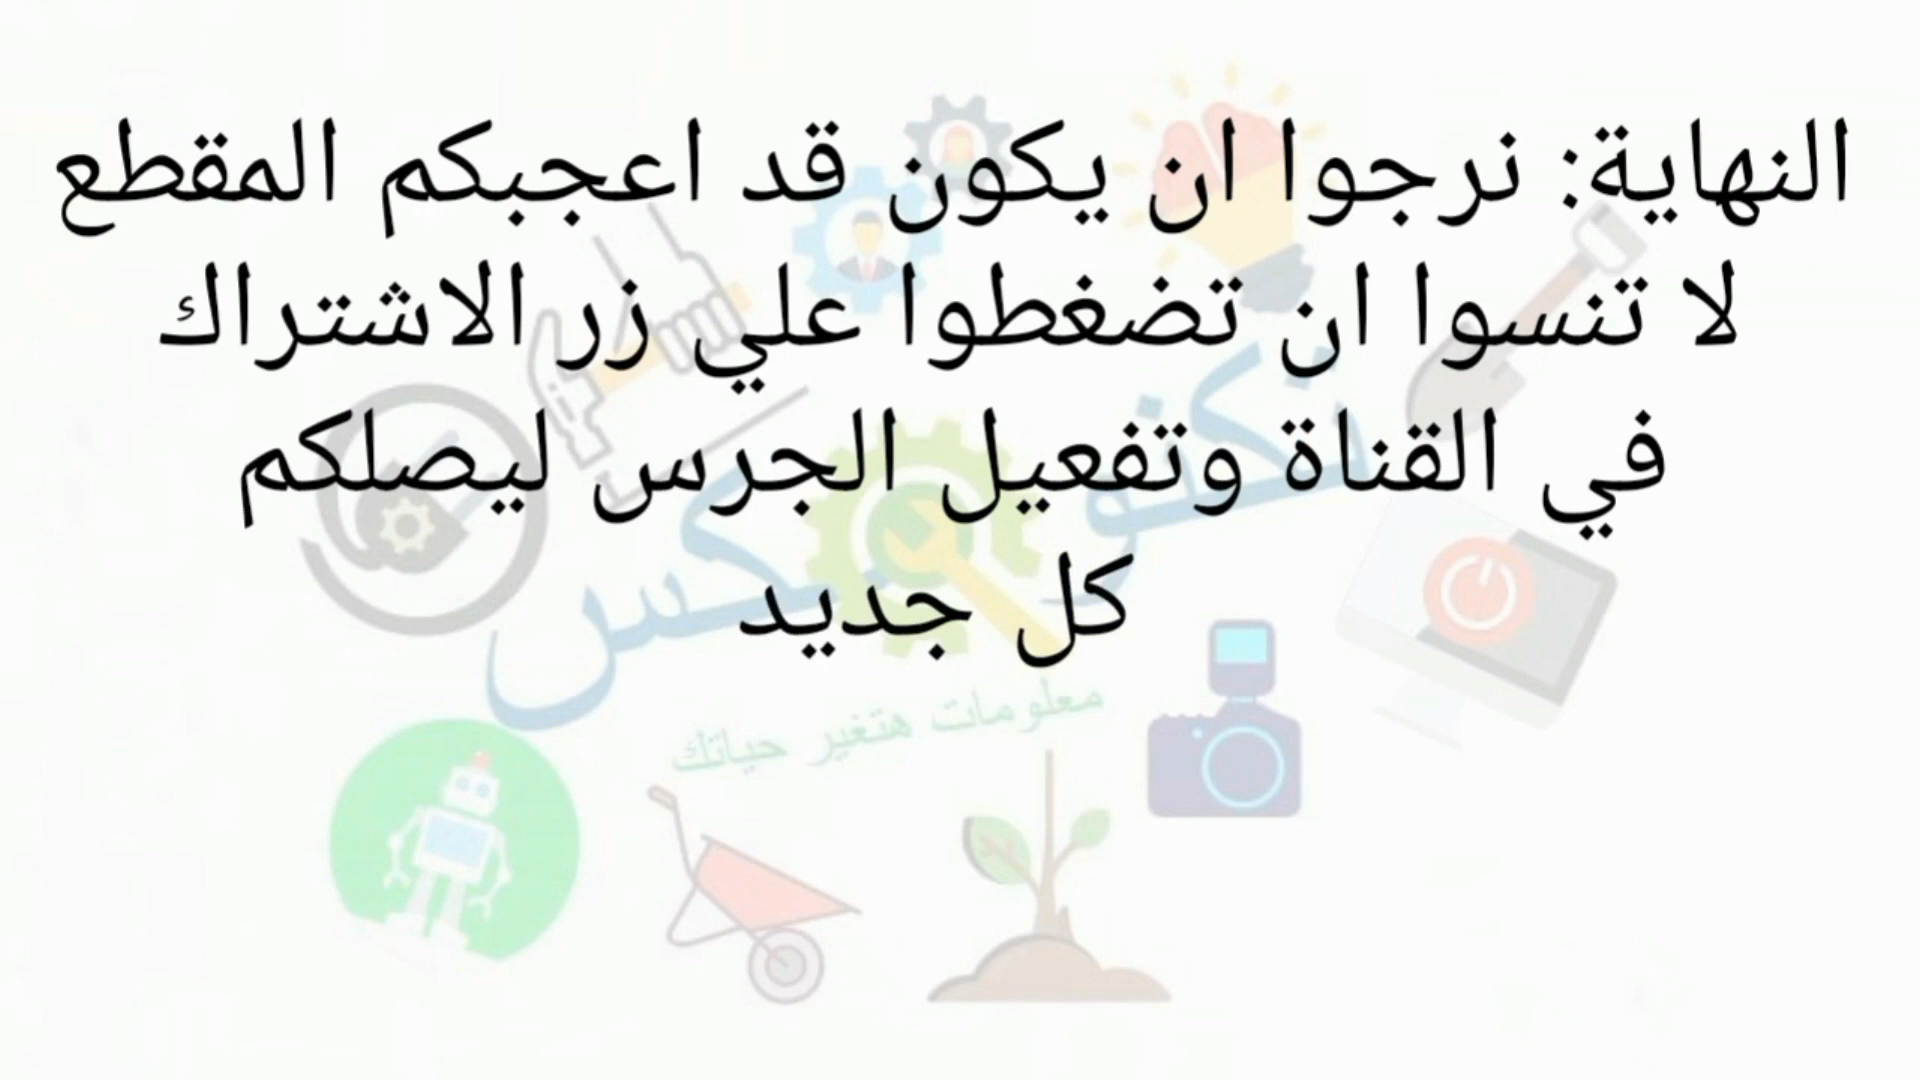 النهاية: نرجوا ان يكون قد اعجبكم المقطع
لا تنسوا ان تضغطوا علي زر الاشتراك
في القناة وتفعيل الجرس ليصلكم
كل جديد
معلومات هتغير حياتك